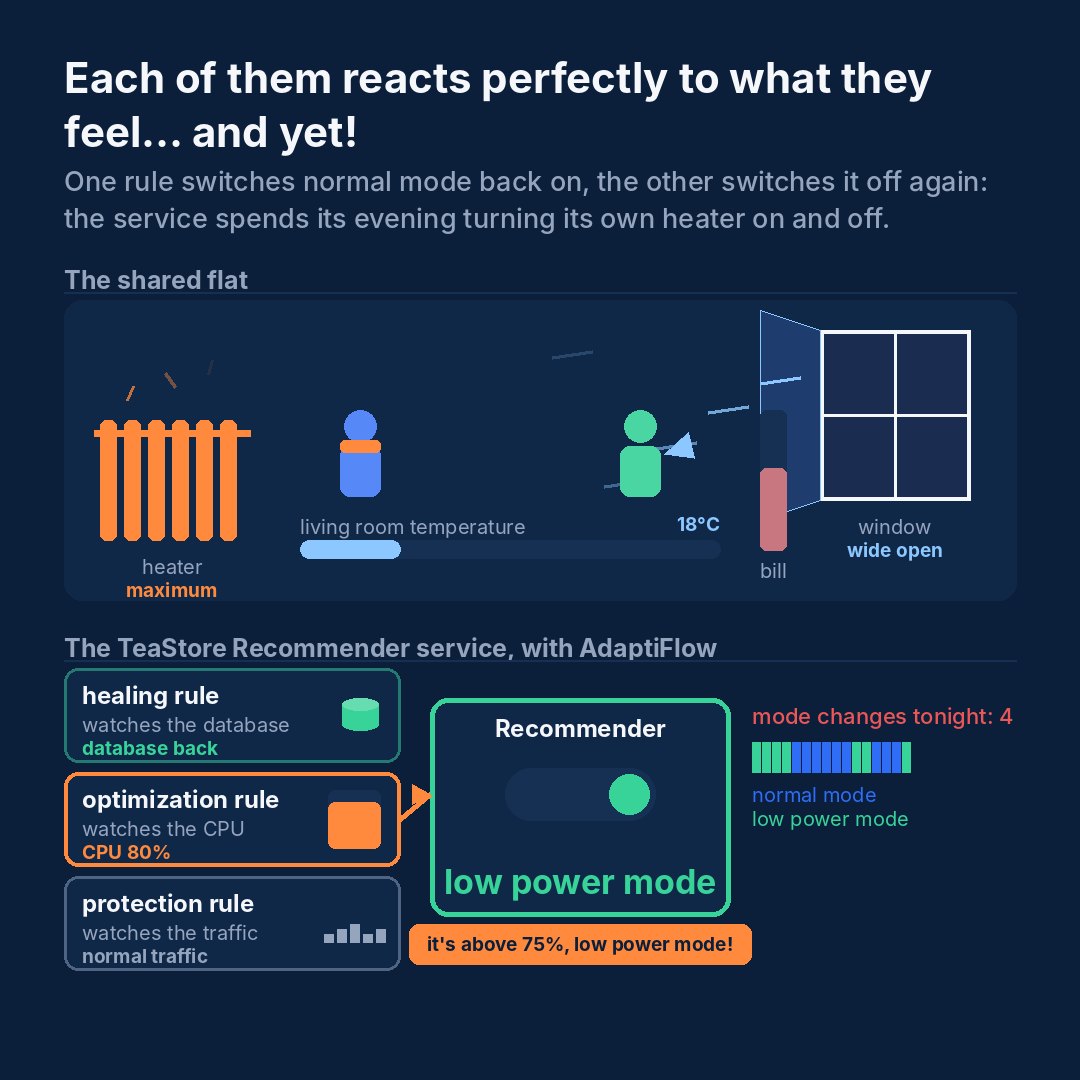 Each of them reacts perfectly to what they
feel... and yet!
One rule switches normal mode back on, the other switches it off again:
the service spends its evening turning its own heater on and off.
The shared flat
living room temperature
18°C
heater
maximum
bill
window
wide open
The TeaStore Recommender service, with AdaptiFlow
healing rule
watches the database
database back
optimization rule
watches the CPU
CPU 80%
protection rule
watches the traffic
normal traffic
Recommender
low power mode
it's above 75%, low power mode!
mode changes tonight: 4
normal mode
low power mode